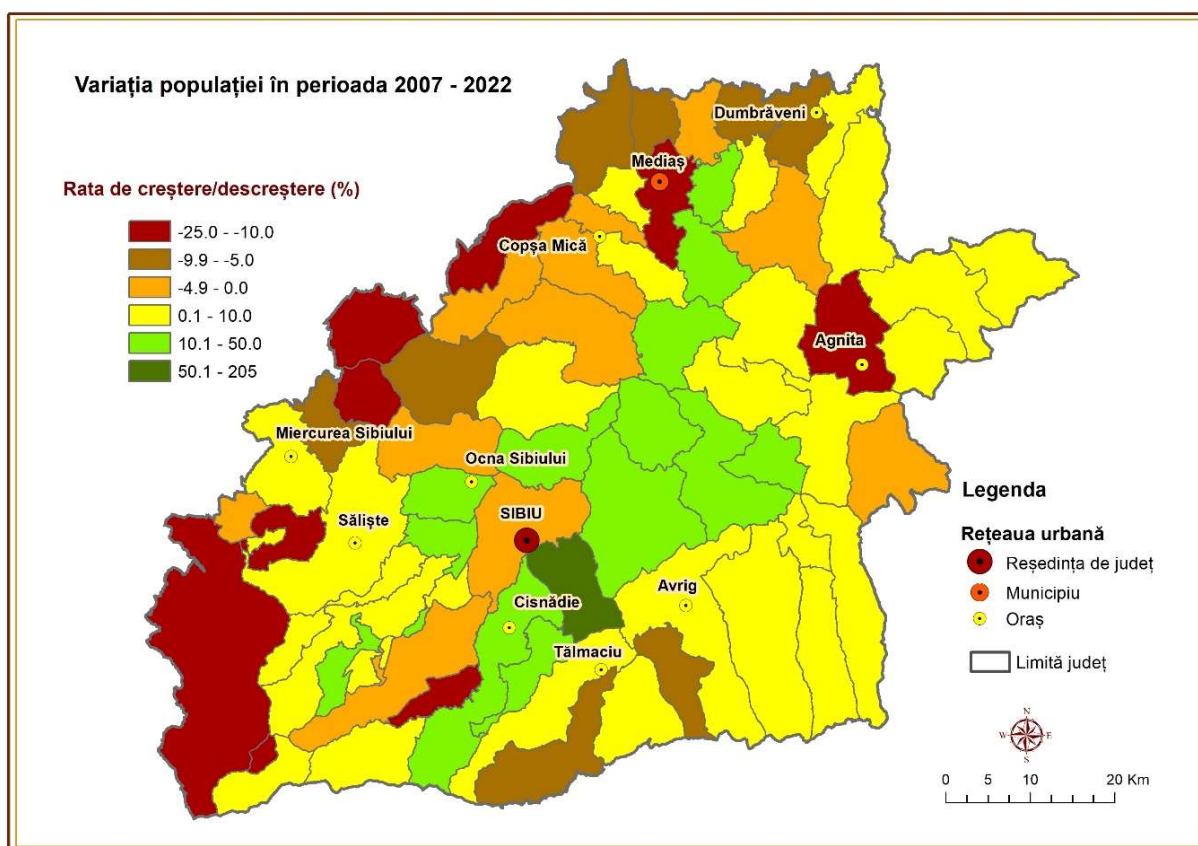 Variația populației în perioada 2007 - 2022
Rata de creștere/descreștere (%)
-25.0 - -10.0
-9.9 - -5.0
-4.9 - 0.0
0.1 - 10.0
10.1 - 50.0
50.1 - 205
Dumbrăveni
Mediaș
Copșa Mică
Agnita
Miercurea Sibiului
Ocna Sibiului
SIBIU
Săliște
Avrig
Cisnădie
Tălmaciu
Legenda
Rețeaua urbană
Reședința de județ
Municipiu
Oraș
Limită județ
N
W E
S
0 5 10 20 Km